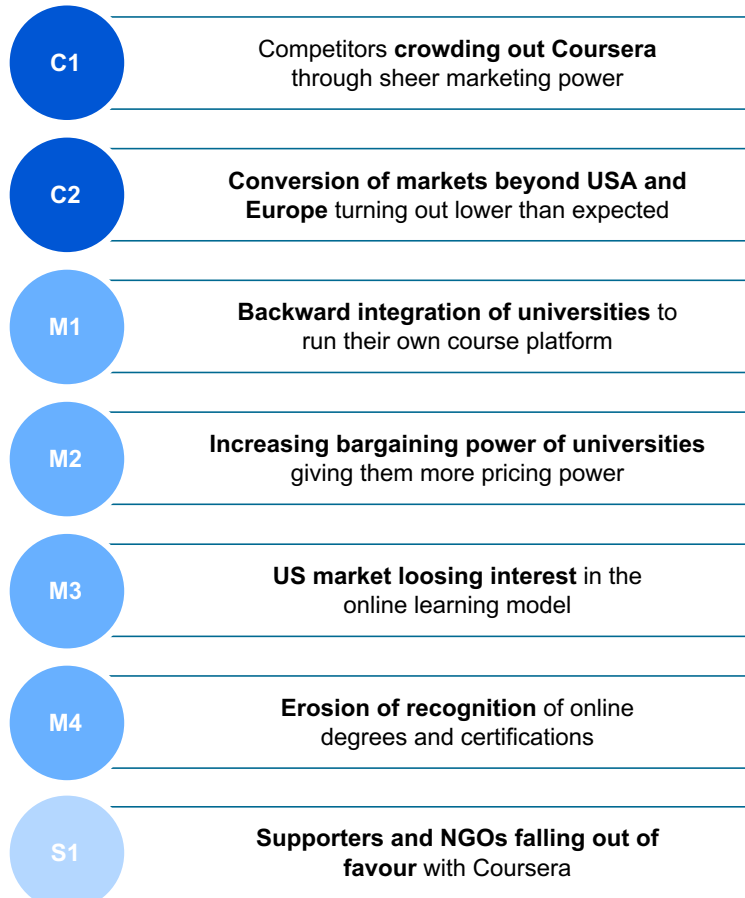 C1
Competitors crowding out Coursera
through sheer marketing power
C2
Conversion of markets beyond USA and
Europe turning out lower than expected
M1
Backward integration of universities to
run their own course platform
M2
Increasing bargaining power of universities
giving them more pricing power
M3
US market loosing interest in the
online learning model
M4
Erosion of recognition of online
degrees and certifications
S1
Supporters and NGOs falling out of
favour with Coursera